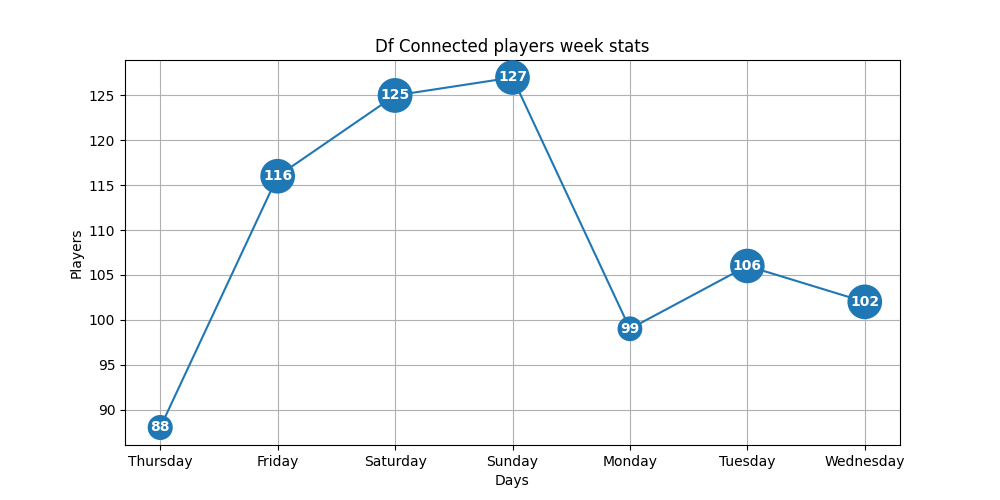 Df Connected players week stats
Players
125
120
115
110
105
100
95
90
88
116
125
127
99
106
102
Thursday
Friday
Saturday
Sunday
Monday
Tuesday
Wednesday
Days